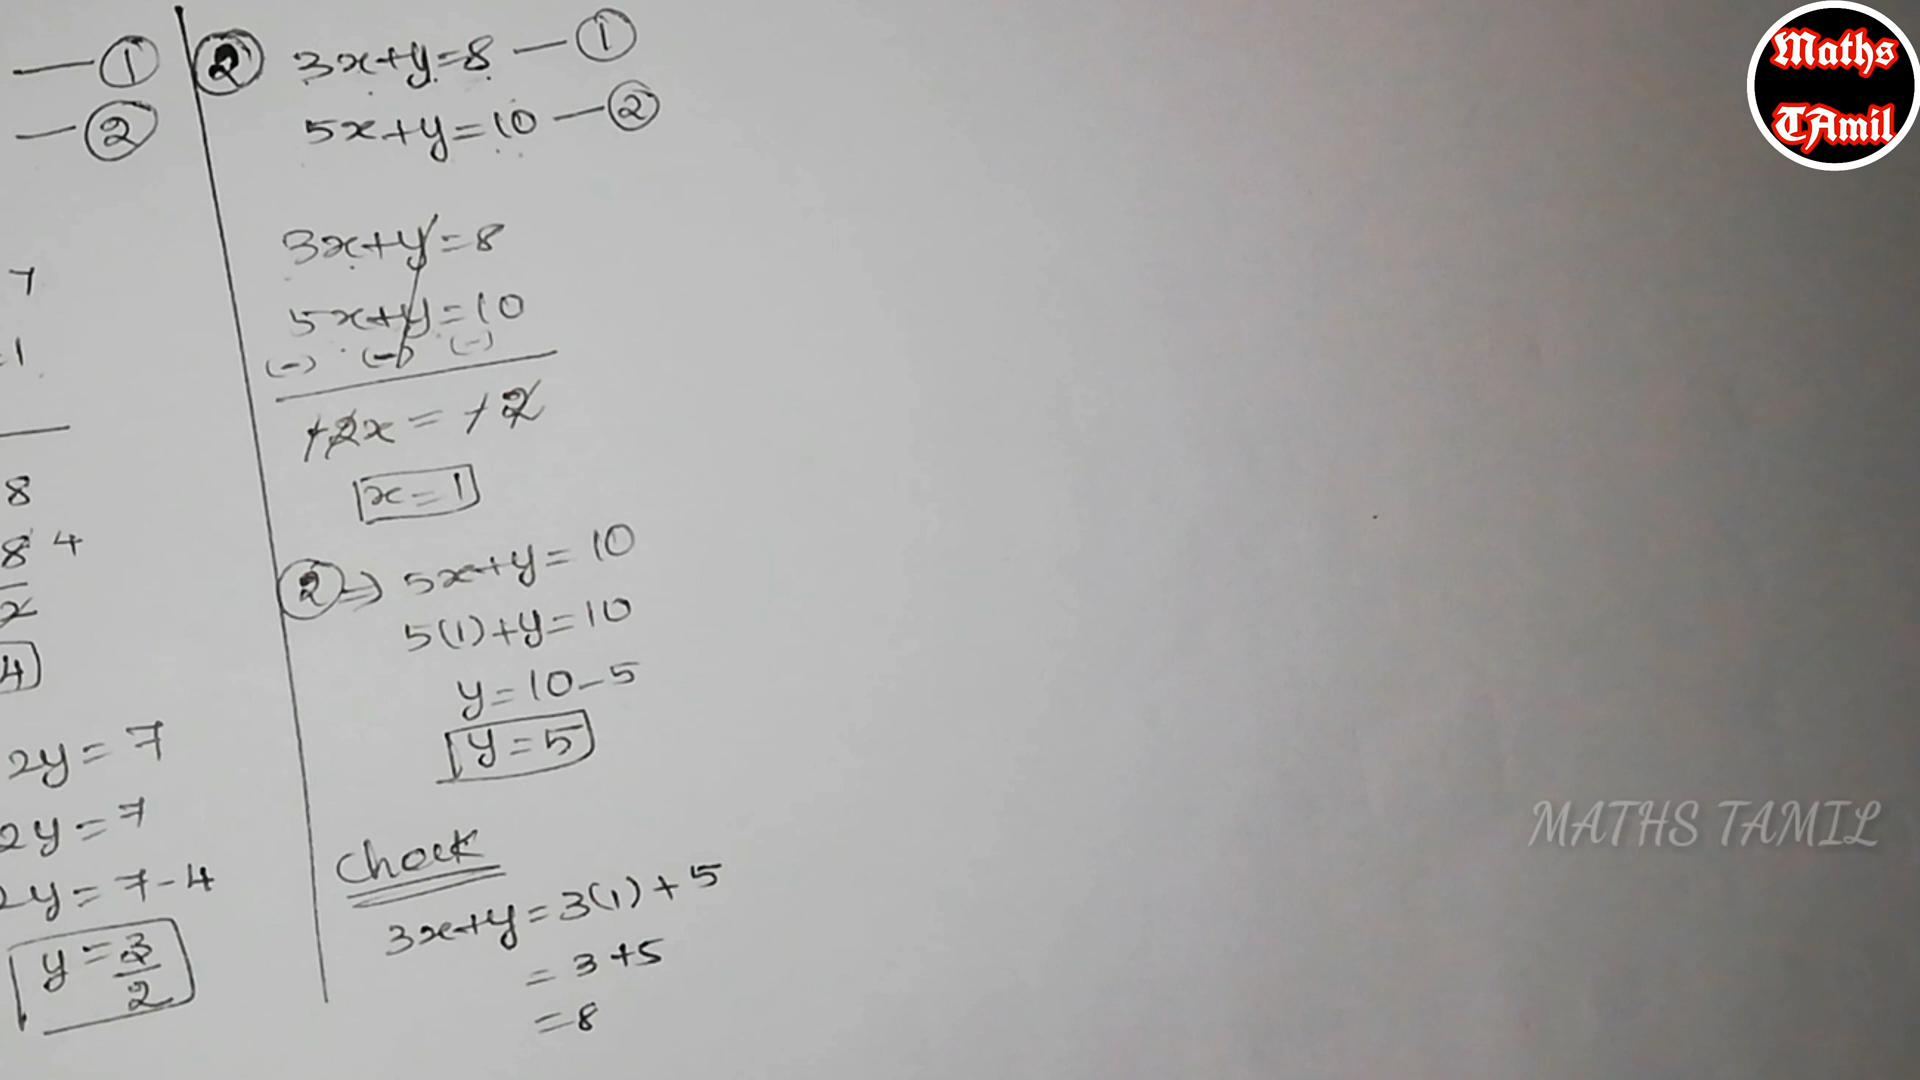 — ①
— ②
7
1
8
8 4
4
2y = 7
2y = 7
2y = 7 - 4
y = 3/2
② 3x+y=8 — ①
5x+y=10 — ②
3x+y=8
5x+y=10
(-) (-) (-)
-2x = -2
x = 1
② ⇒ 5x+y = 10
5(1)+y=10
y = 10-5
y = 5
Check
3x+y = 3(1) + 5
= 3+5
= 8
Maths
TAmil
MATHS TAMIL